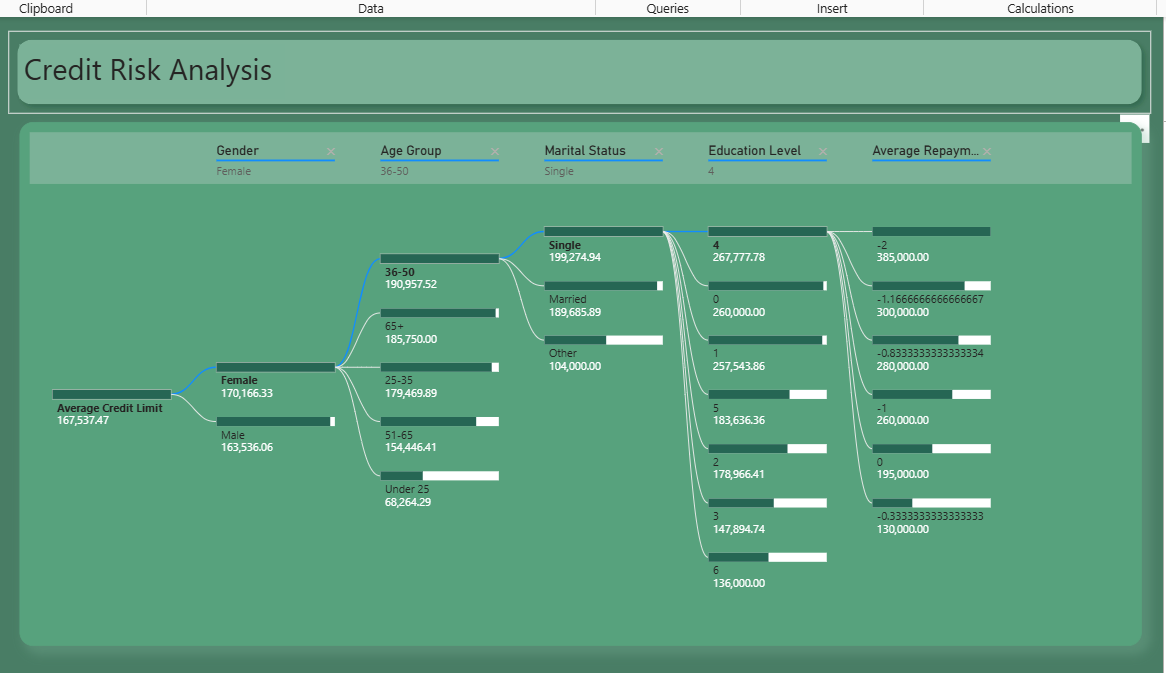 Clipboard
Data
Queries
Insert
Calculations
Credit Risk Analysis
Gender
Female
Age Group
36-50
Marital Status
Single
Education Level
4
Average Repaym...
Average Credit Limit
167,537.47
Female
170,166.33
Male
163,536.06
36-50
190,957.52
65+
185,750.00
25-35
179,469.89
51-65
154,446.41
Under 25
68,264.29
Single
199,274.94
Married
189,685.89
Other
104,000.00
4
267,777.78
0
260,000.00
1
257,543.86
5
183,636.36
2
178,966.41
3
147,894.74
6
136,000.00
-2
385,000.00
-1.1666666666666667
300,000.00
-0.8333333333333334
280,000.00
-1
260,000.00
0
195,000.00
-0.3333333333333333
130,000.00